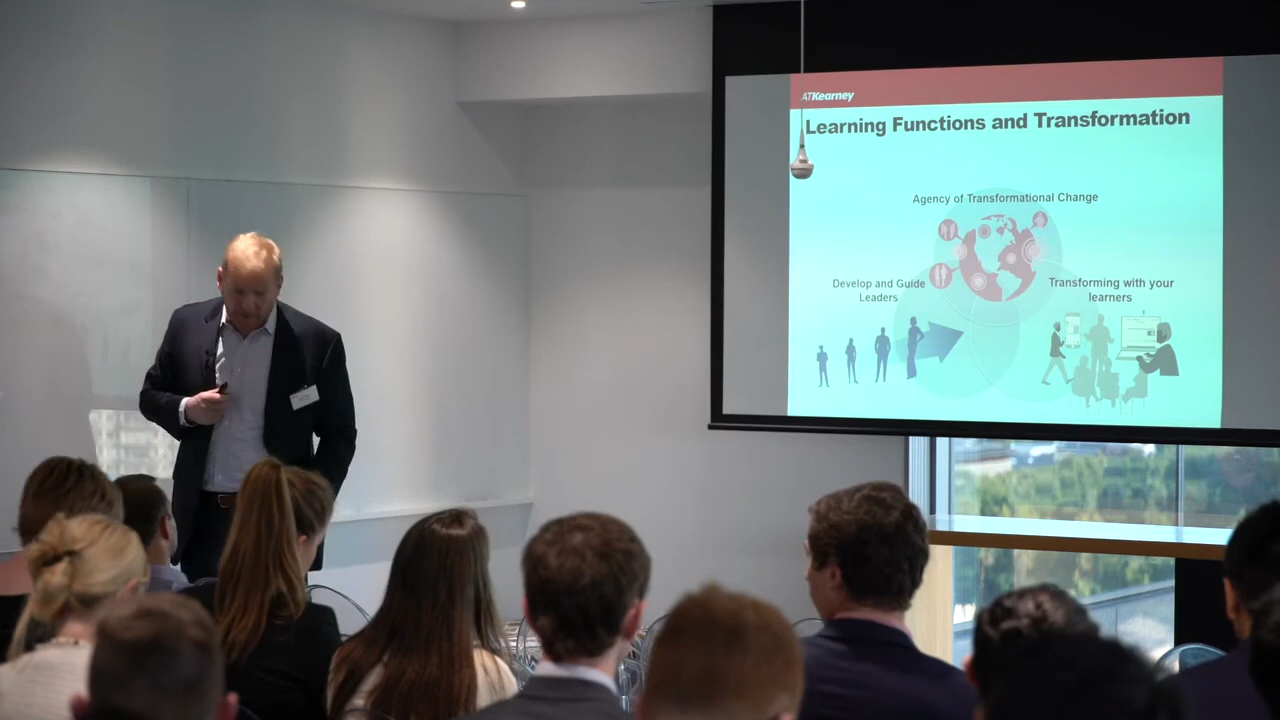 ATKearney
Learning Functions and Transformation
Agency of Transformational Change
Develop and Guide
Leaders
Transforming with your
learners